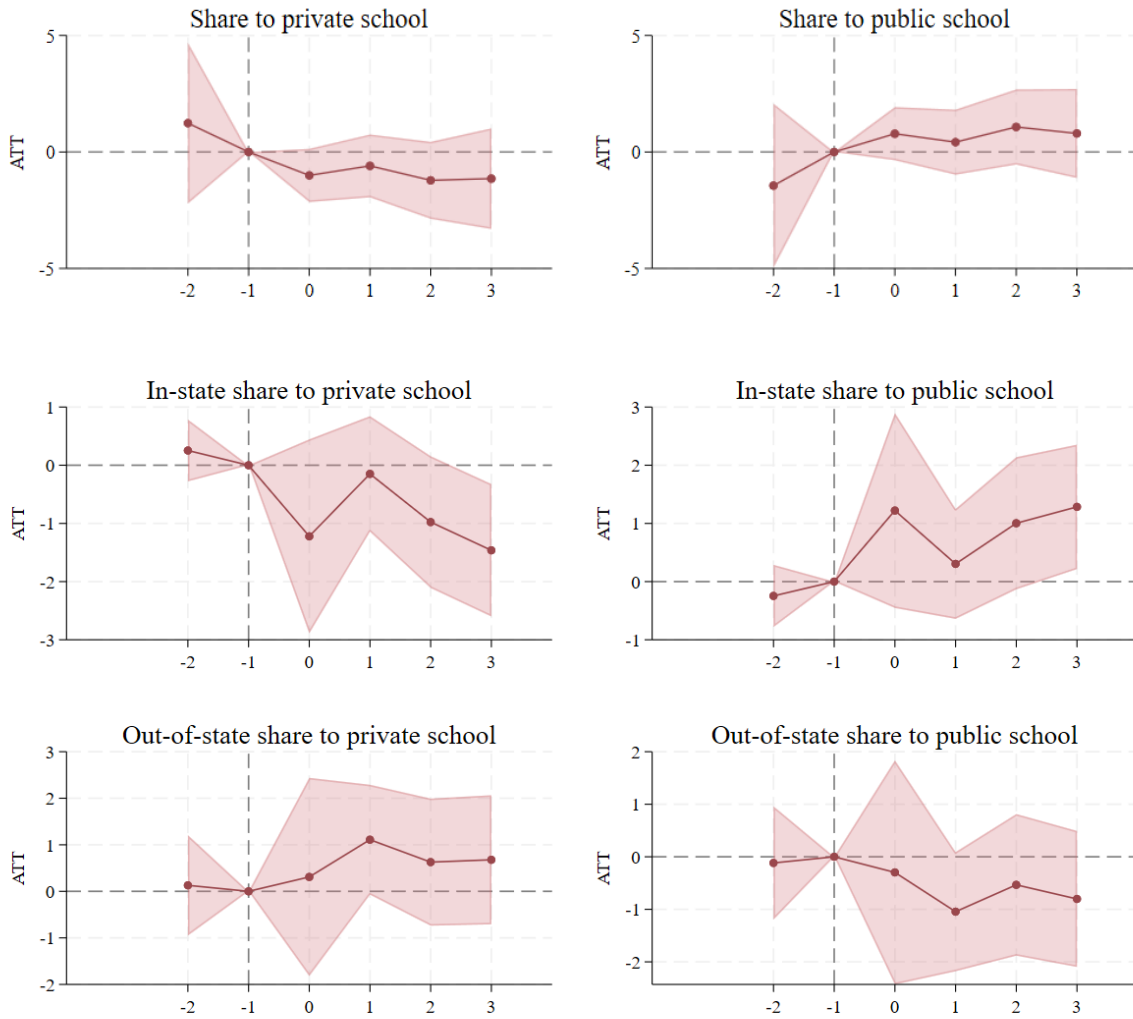 Share to private school
5
0
-5
ATT
-2 -1 0 1 2 3
Share to public school
5
0
-5
ATT
-2 -1 0 1 2 3
In-state share to private school
1
0
-1
-2
-3
ATT
-2 -1 0 1 2 3
In-state share to public school
3
2
1
0
-1
ATT
-2 -1 0 1 2 3
Out-of-state share to private school
3
2
1
0
-1
-2
ATT
-2 -1 0 1 2 3
Out-of-state share to public school
2
1
0
-1
-2
ATT
-2 -1 0 1 2 3